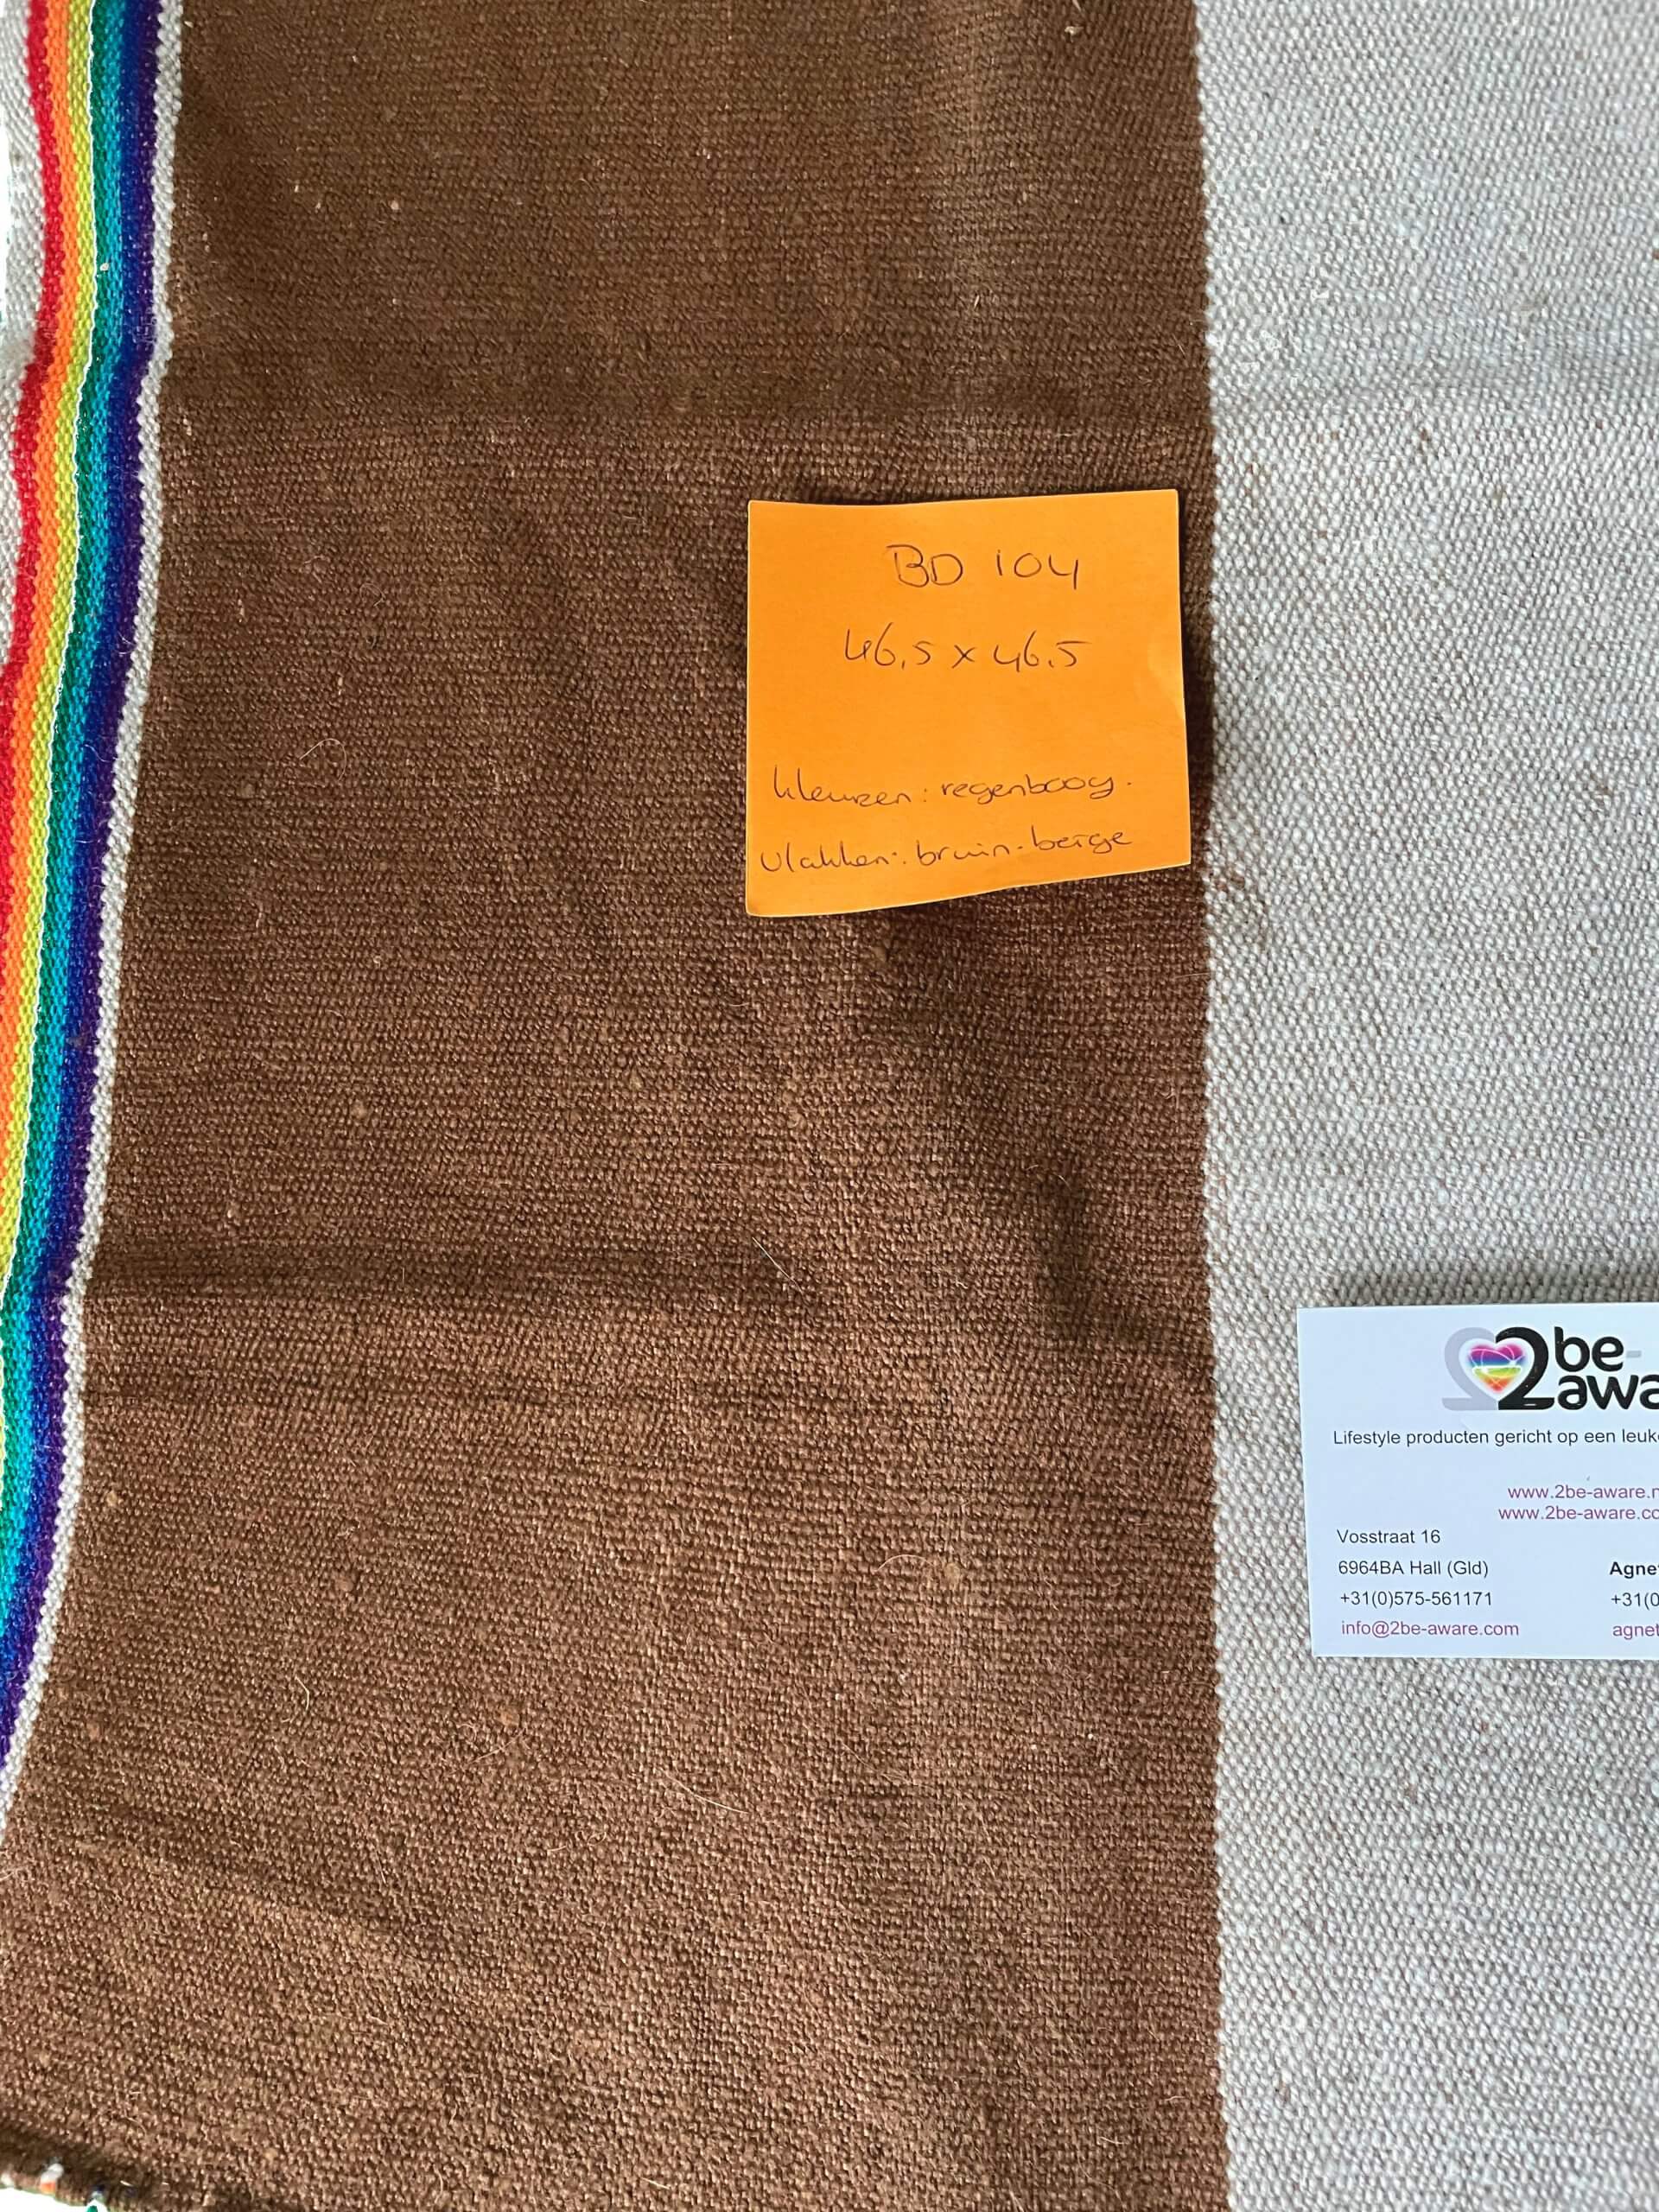 BD 104
46.5 x 46.5
kleuren: regenboog.
vlakken: bruin-beige
2be-
awa
Lifestyle producten gericht op een leuk
www.2be-aware.n
www.2be-aware.co
Vosstraat 16
6964BA Hall (Gld)
Agnet
+31(0)575-561171
+31(0
info@2be-aware.com
agnet